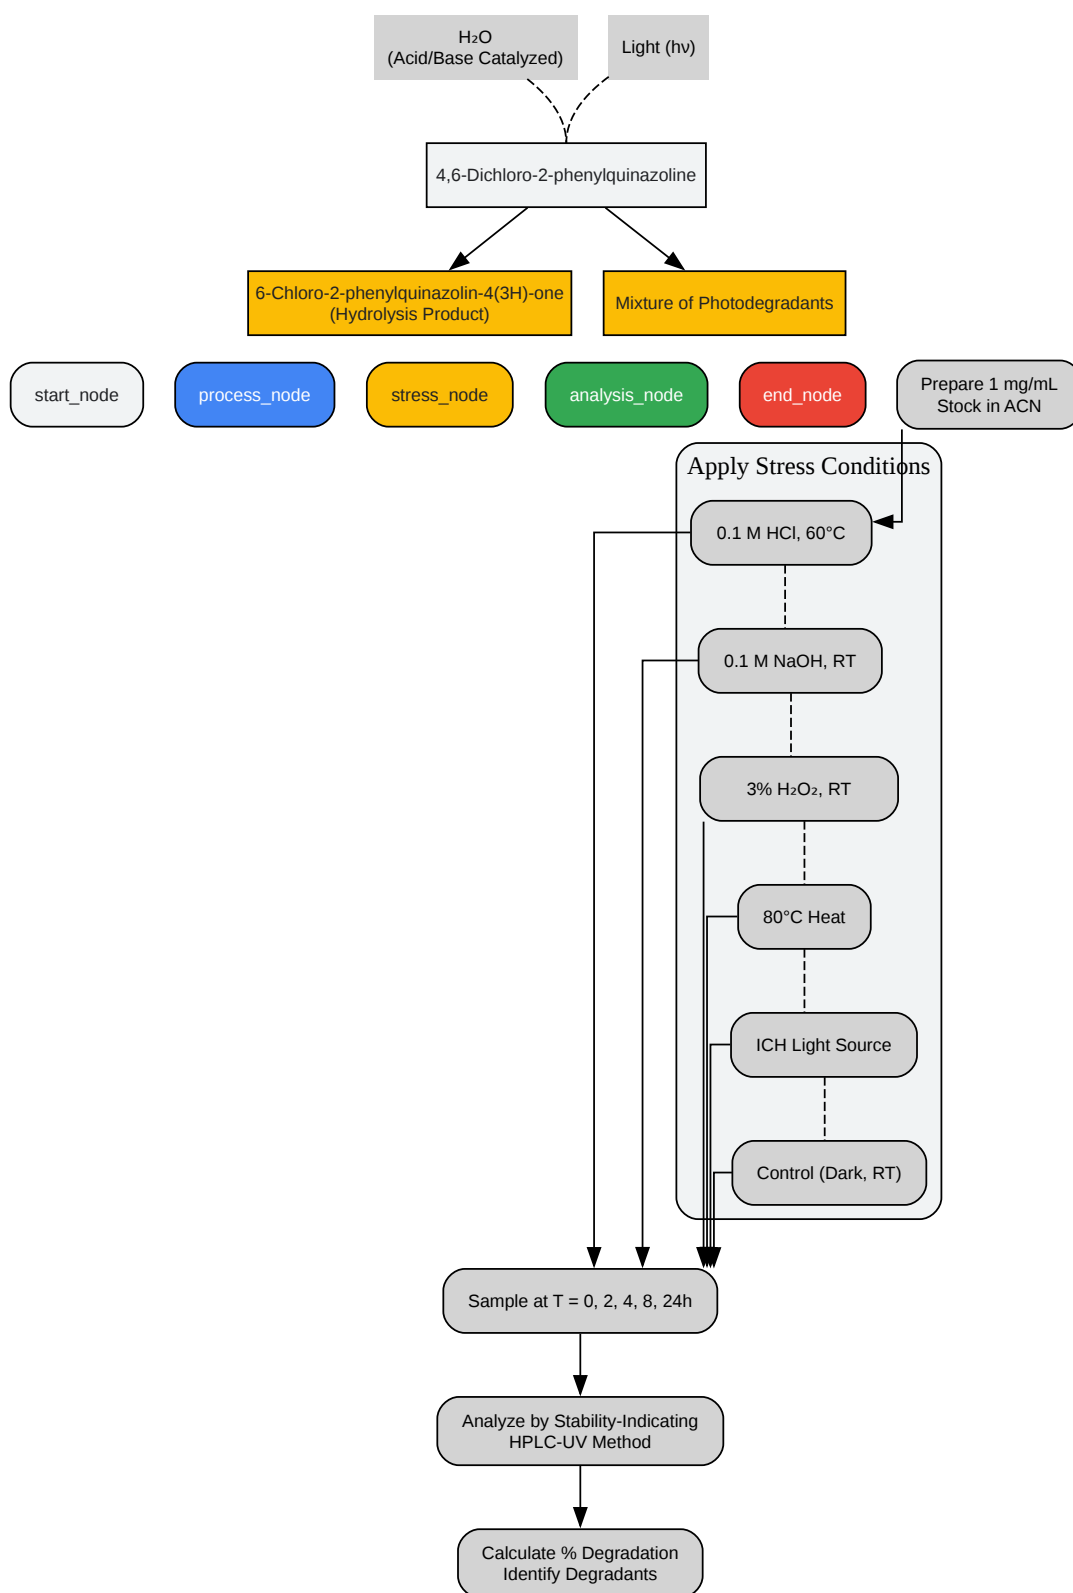 H₂O
(Acid/Base Catalyzed)
Light (hν)
4,6-Dichloro-2-phenylquinazoline
6-Chloro-2-phenylquinazolin-4(3H)-one
(Hydrolysis Product)
Mixture of Photodegradants
start_node
process_node
stress_node
analysis_node
end_node
Prepare 1 mg/mL
Stock in ACN
Apply Stress Conditions
0.1 M HCl, 60°C
0.1 M NaOH, RT
3% H₂O₂, RT
80°C Heat
ICH Light Source
Control (Dark, RT)
Sample at T = 0, 2, 4, 8, 24h
Analyze by Stability-Indicating
HPLC-UV Method
Calculate % Degradation
Identify Degradants